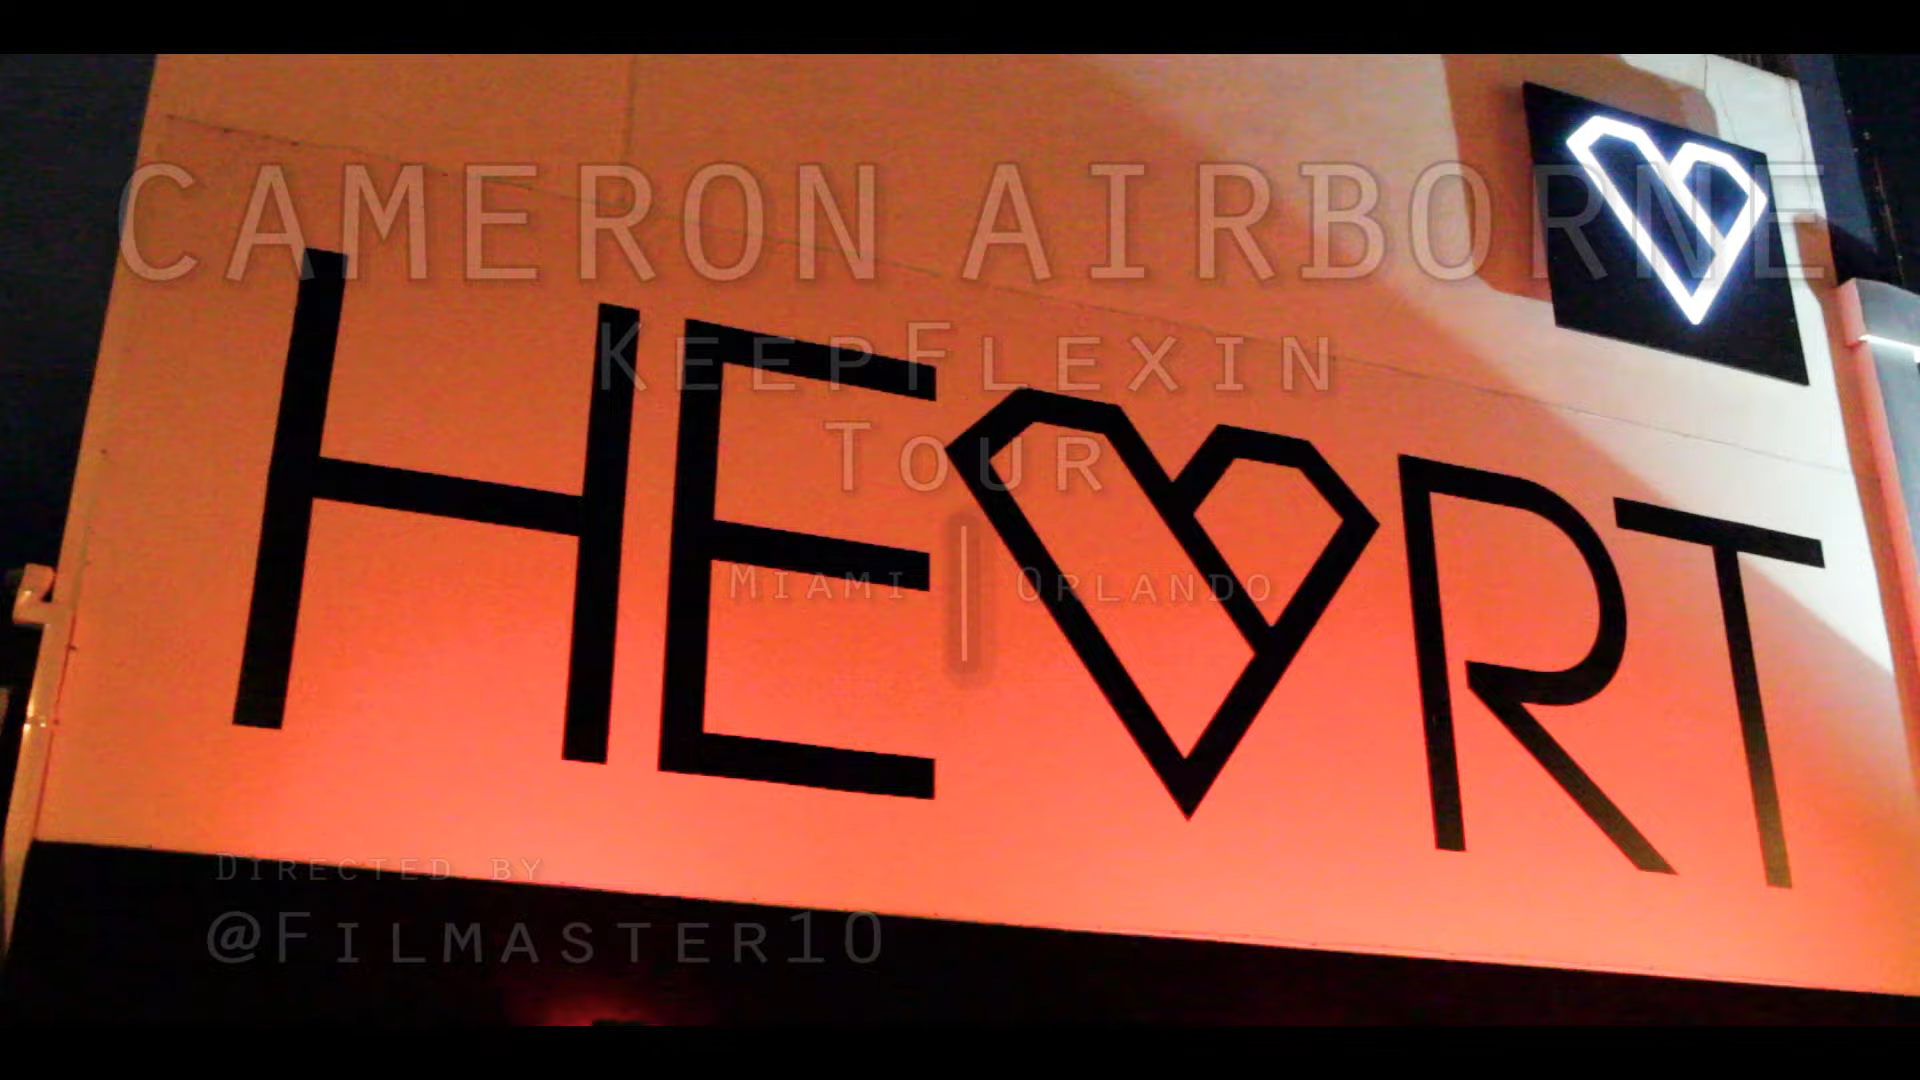 CAMERON AIRBORNE
KEEPFLEXIN
TOUR
HEART
MIAMI | ORLANDO
DIRECTED BY
@FILMASTER10